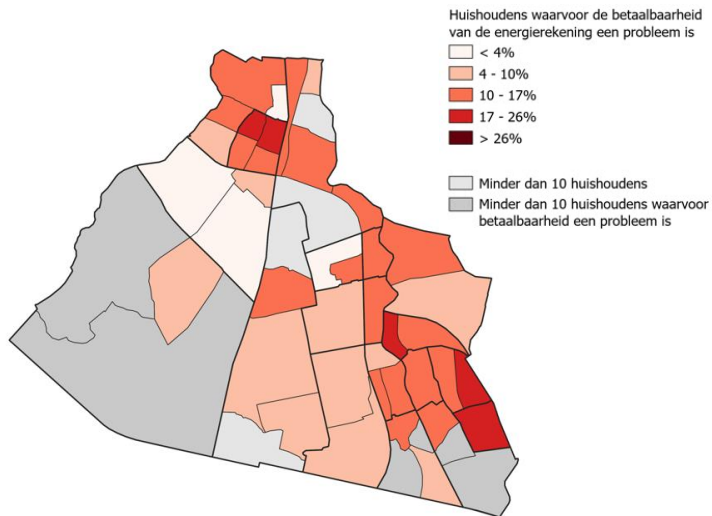 Huishoudens waarvoor de betaalbaarheid
van de energierekening een probleem is
< 4%
4 - 10%
10 - 17%
17 - 26%
> 26%
Minder dan 10 huishoudens
Minder dan 10 huishoudens waarvoor
betaalbaarheid een probleem is